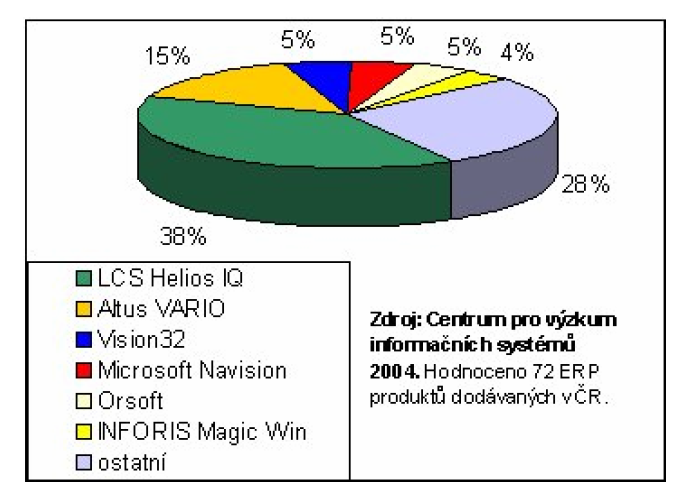 15%
5%
5%
5%
4%
28%
38%
LCS Helios IQ
Altus VARIO
Vision32
Microsoft Navision
Orsoft
INFORIS Magic Win
ostatní
Zdroj: Centrum pro výzkum
informačních systémů
2004. Hodnoceno 72 ERP
produktů dodávaných v ČR.